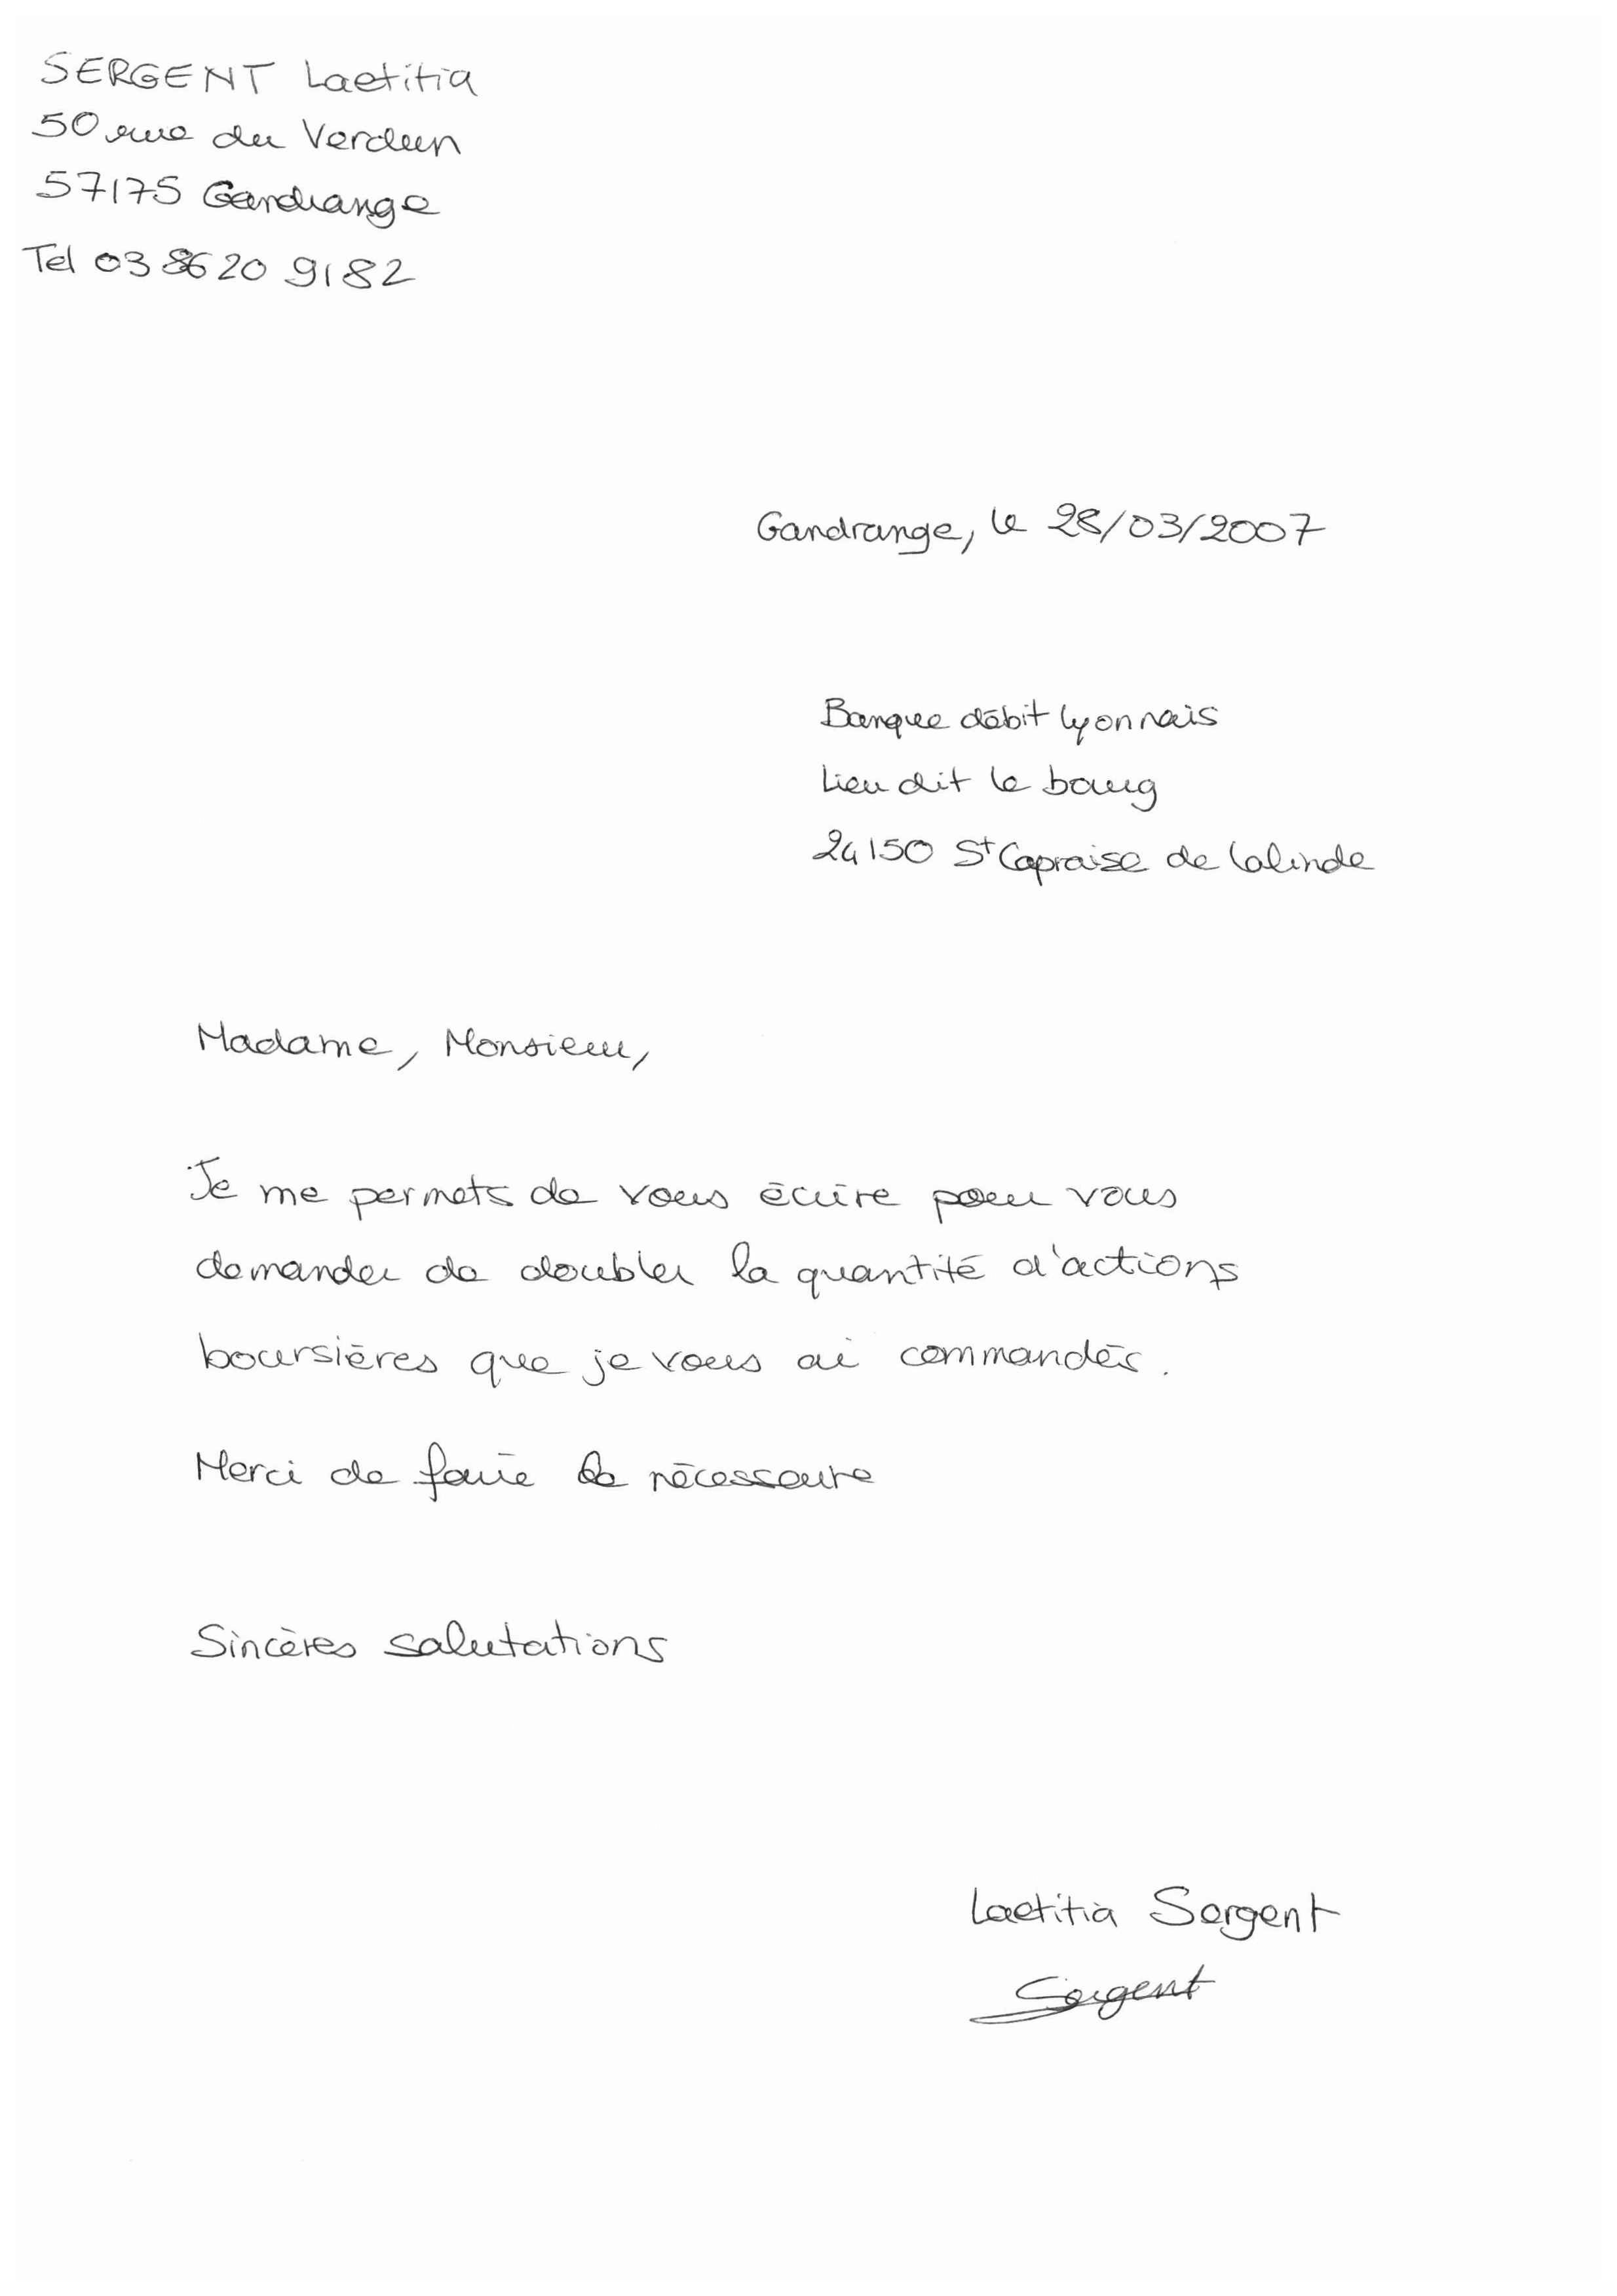 SERGENT Laetitia
50 rue du Verdun
57175 Gandrange
Tel 03 86 20 91 82
Gandrange, le 28/03/2007
Banque débit lyonnais
Lieu dit le bourg
24150 St Capraise de Lalinde
Madame, Monsieur,
Je me permets de vous écrire pour vous
demander de doubler la quantité d'actions
boursières que je vous ai commandés.
Merci de faire le nécessaire
Sincères salutations
Laetitia Sergent
Sergent